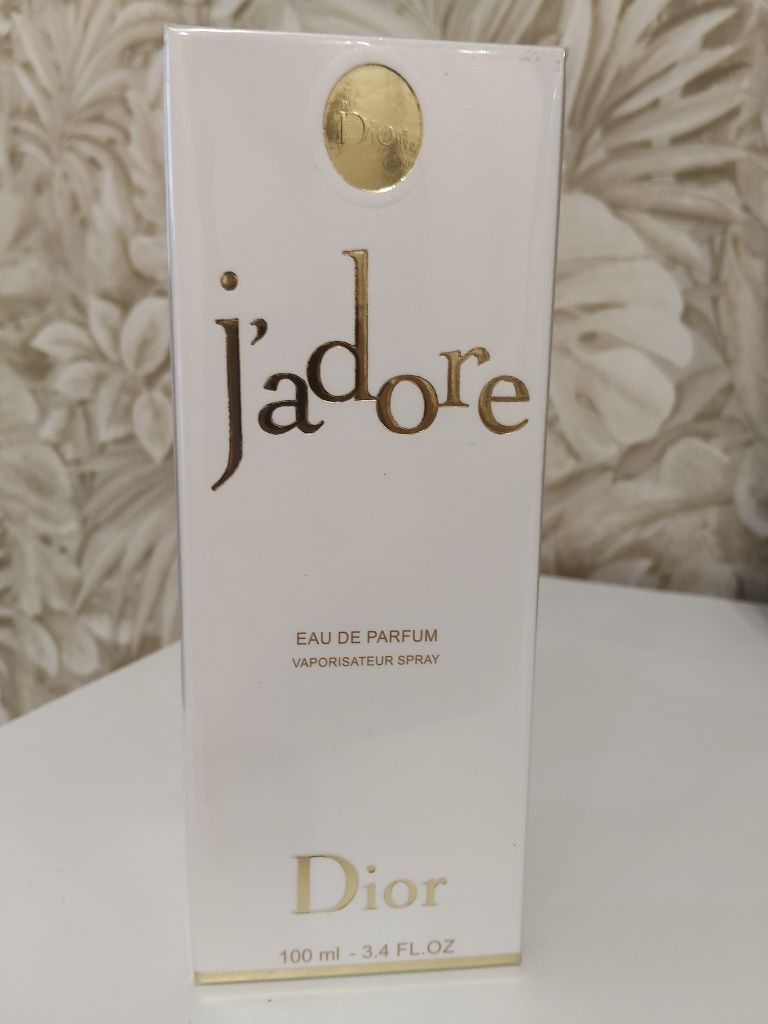 Dior
j'adore
EAU DE PARFUM
VAPORISATEUR SPRAY
Dior
100 ml - 3.4 FL.OZ